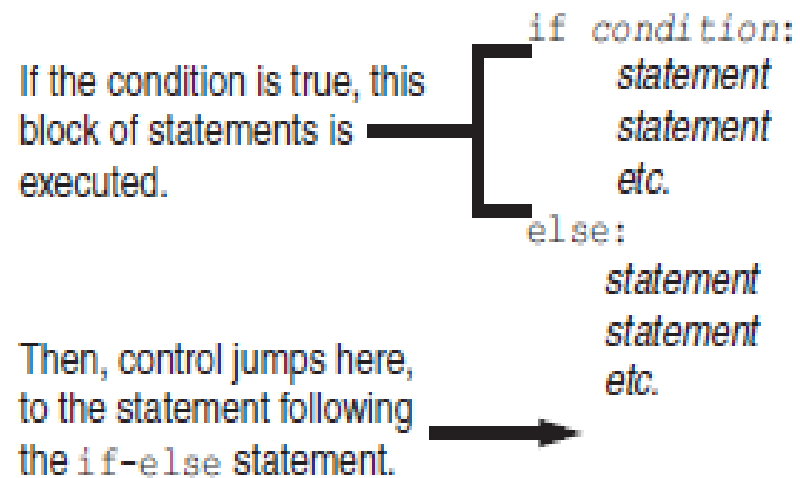 If the condition is true, this
block of statements is
executed.
if condition:
statement
statement
etc.
else:
statement
statement
etc.
Then, control jumps here,
to the statement following
the if-else statement.